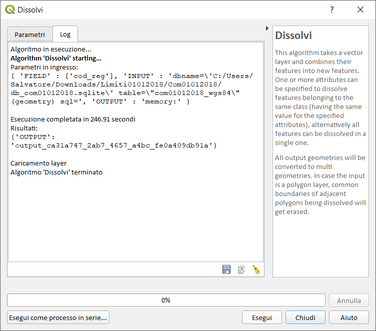 Dissolvi
Parametri
Log
Algoritmo in esecuzione...
Algorithm 'Dissolvi' starting...
Parametri in ingresso:
{ 'FIELD' : ['cod_reg'], 'INPUT' : 'dbname=\'C:/Users/
Salvatore/Downloads/Limiti01012018/Com01012018/
db_com01012018.sqlite\' table=\"com01012018_wgs84\"
(geometry) sql=', 'OUTPUT' : 'memory:' }
Esecuzione completata in 246.91 secondi
Risultati:
{'OUTPUT':
'output_ca31a747_2ab7_4657_a4bc_fe0a409db91a'}
Caricamento layer
Algoritmo 'Dissolvi' terminato
Dissolvi
This algorithm takes a vector
layer and combines their
features into new features.
One or more attributes can
be specified to dissolve
features belonging to the
same class (having the same
value for the specified
attributes), alternatively all
features can be dissolved in a
single one.
All output geometries will be
converted to multi
geometries. In case the input
is a polygon layer, common
boundaries of adjacent
polygons being dissolved will
get erased.
0%
Annulla
Esegui come processo in serie...
Esegui
Chiudi
Aiuto